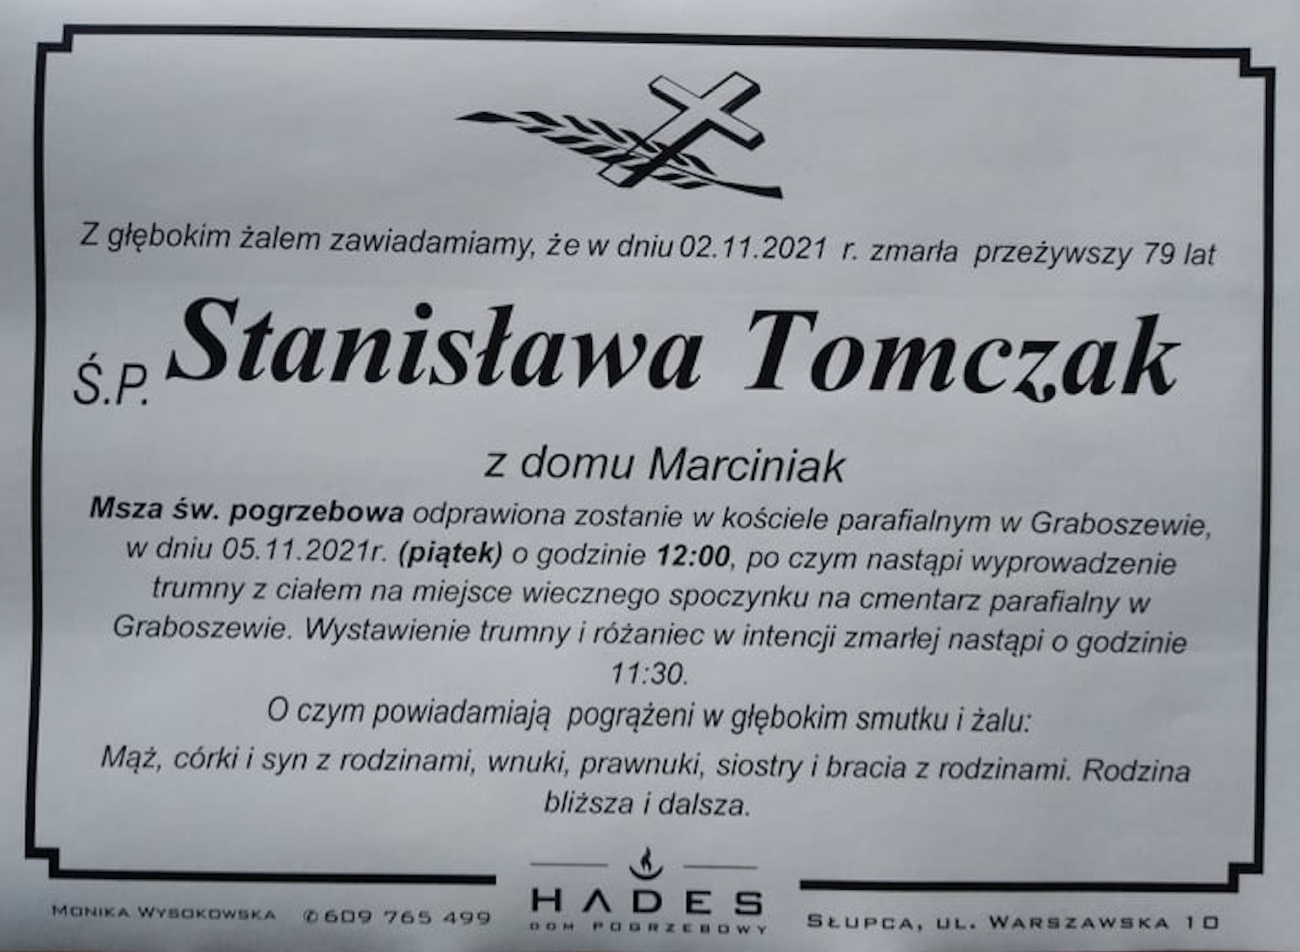 Z głębokim żalem zawiadamiamy, że w dniu 02.11.2021 r. zmarła przeżywszy 79 lat
Ś.P. Stanisława Tomczak
z domu Marciniak
Msza św. pogrzebowa odprawiona zostanie w kościele parafialnym w Graboszewie,
w dniu 05.11.2021r. (piątek) o godzinie 12:00, po czym nastąpi wyprowadzenie
trumny z ciałem na miejsce wiecznego spoczynku na cmentarz parafialny w
Graboszewie. Wystawienie trumny i różaniec w intencji zmarłej nastąpi o godzinie
11:30.
O czym powiadamiają pogrążeni w głębokim smutku i żalu:
Mąż, córki i syn z rodzinami, wnuki, prawnuki, siostry i bracia z rodzinami. Rodzina
bliższa i dalsza.
HADES
DOM POGRZEBOWY
MONIKA WYSOKOWSKA ✆609 765 499
SŁUPCA, UL. WARSZAWSKA 10